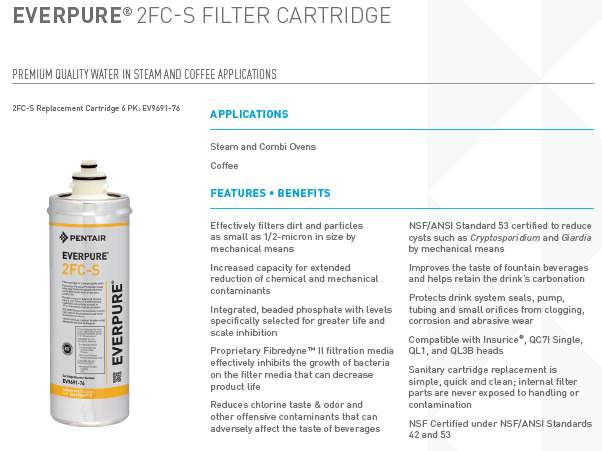 EVERPURE® 2FC-S FILTER CARTRIDGE
PREMIUM QUALITY WATER IN STEAM AND COFFEE APPLICATIONS
2FC-S Replacement Cartridge 6 PK: EV9691-76
PENTAIR
EVERPURE®
2FC-S
EVERPURE®
EV9691-76
APPLICATIONS
Steam and Combi Ovens
Coffee
FEATURES • BENEFITS
Effectively filters dirt and particles
as small as 1/2-micron in size by
mechanical means
Increased capacity for extended
reduction of chemical and mechanical
contaminants
Integrated, beaded phosphate with levels
specifically selected for greater life and
scale inhibition
Proprietary Fibredyne™ II filtration media
effectively inhibits the growth of bacteria
on the filter media that can decrease
product life
Reduces chlorine taste & odor and
other offensive contaminants that can
adversely affect the taste of beverages
NSF/ANSI Standard 53 certified to reduce
cysts such as Cryptosporidium and Giardia
by mechanical means
Improves the taste of fountain beverages
and helps retain the drink's carbonation
Protects drink system seals, pump,
tubing and small orifices from clogging,
corrosion and abrasive wear
Compatible with Insurice®, QC7I Single,
QL1, and QL3B heads
Sanitary cartridge replacement is
simple, quick and clean; internal filter
parts are never exposed to handling or
contamination
NSF Certified under NSF/ANSI Standards
42 and 53